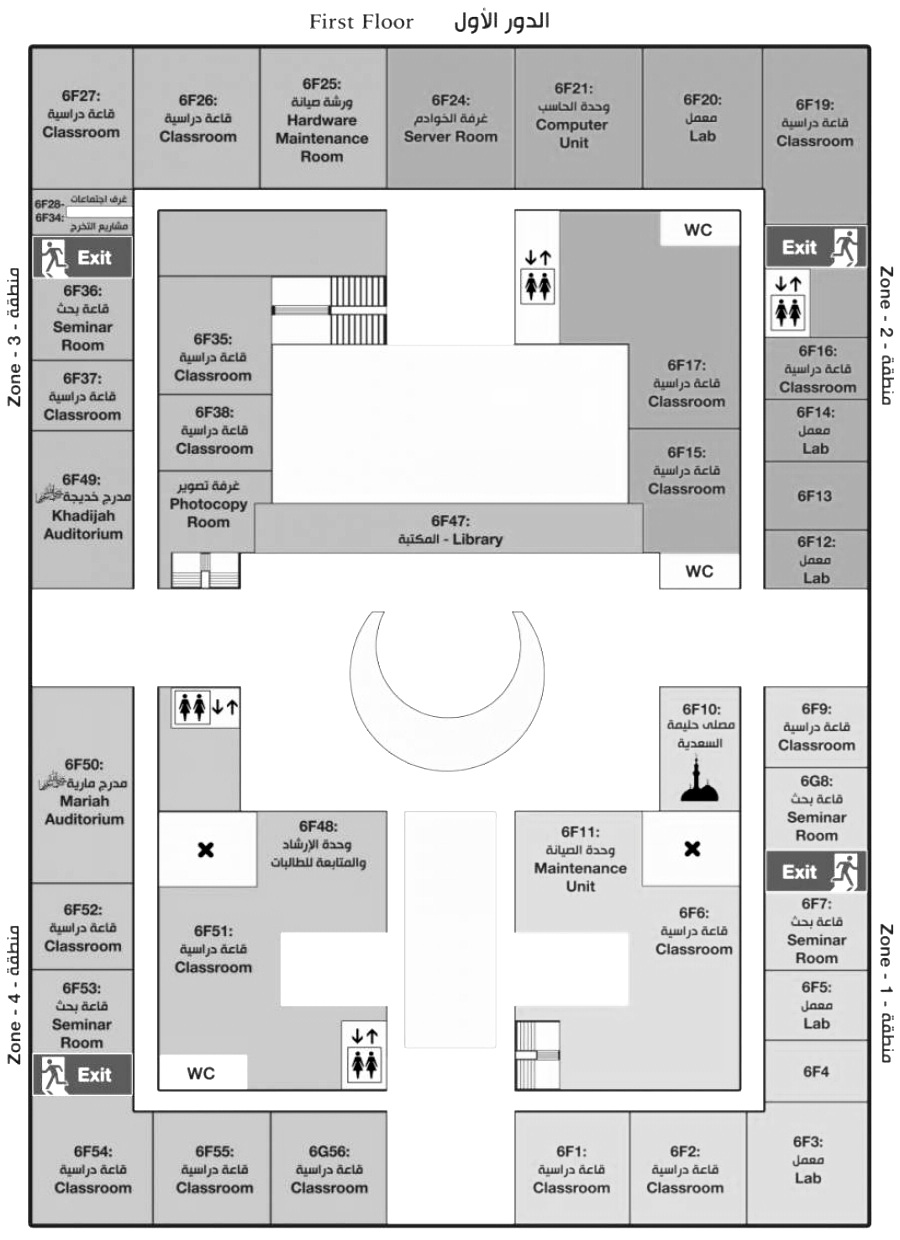 First Floor الدور الأول
6F27:
قاعة دراسية
Classroom
6F26:
قاعة دراسية
Classroom
6F25:
ورشة صيانة
Hardware
Maintenance
Room
6F24:
غرفة الخوادم
Server Room
6F21:
وحدة الحاسب
Computer
Unit
6F20:
معمل
Lab
6F19:
قاعة دراسية
Classroom
6F28-
6F34:
غرف اجتماعات
مشاريع التخرج
Exit
6F36:
قاعة بحث
Seminar
Room
6F37:
قاعة دراسية
Classroom
6F49:
مدرج خديجة
Khadijah
Auditorium
Zone - 3 - منطقة
6F35:
قاعة دراسية
Classroom
6F38:
قاعة دراسية
Classroom
غرفة تصوير
Photocopy
Room
6F47:
المكتبة - Library
WC
6F17:
قاعة دراسية
Classroom
6F15:
قاعة دراسية
Classroom
WC
Exit
6F16:
قاعة دراسية
Classroom
6F14:
معمل
Lab
6F13
6F12:
معمل
Lab
Zone - 2 - منطقة
6F50:
مدرج مارية
Mariah
Auditorium
6F52:
قاعة دراسية
Classroom
6F53:
قاعة بحث
Seminar
Room
Exit
Zone - 4 - منطقة
6F48:
وحدة الإرشاد
والمتابعة للطالبات
6F51:
قاعة دراسية
Classroom
WC
6F10:
مصلى حليمة
السعدية
6F11:
وحدة الصيانة
Maintenance
Unit
6F6:
قاعة دراسية
Classroom
6F9:
قاعة دراسية
Classroom
6G8:
قاعة بحث
Seminar
Room
Exit
6F7:
قاعة بحث
Seminar
Room
6F5:
معمل
Lab
6F4
Zone - 1 - منطقة
6F54:
قاعة دراسية
Classroom
6F55:
قاعة دراسية
Classroom
6G56:
قاعة دراسية
Classroom
6F1:
قاعة دراسية
Classroom
6F2:
قاعة دراسية
Classroom
6F3:
معمل
Lab